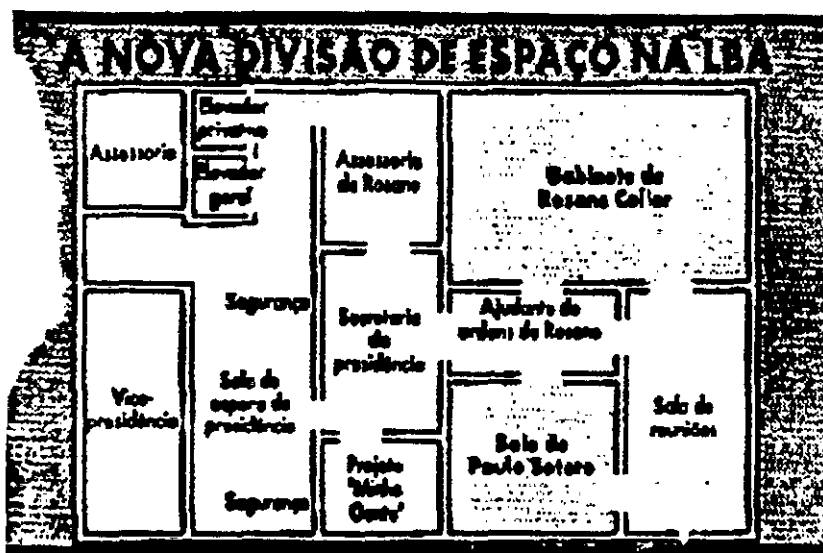 A NOVA DIVISÃO DE ESPAÇO NA LBA
Assessoria
Elevador
privativo
Elevador
geral
Assessoria
de Rosane
Gabinete de
Rosane Collor
Segurança
Secretaria
da
presidência
Ajudante de
ordens de Rosane
Vice-
presidência
Sala de
espera da
presidência
Sala de
reuniões
Sala de
Paulo
Segurança
Projeto
"Minha
Gente"